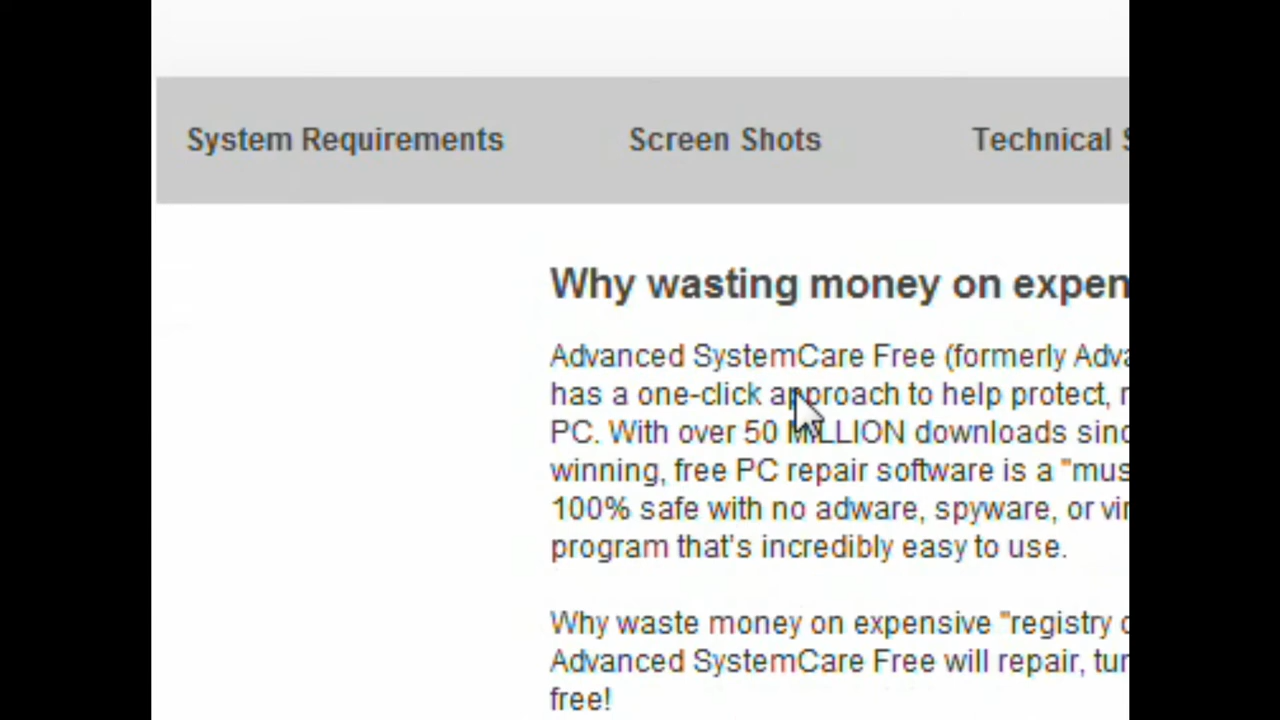 System Requirements Screen Shots Technical
Why wasting money on
Advanced SystemCare Free (formerly
has a one-click approach to help protect,
PC. With over 50 MILLION downloads
winning, free PC repair software is a
100% safe with no adware, spyware, or
program that's incredibly easy to use.
Why waste money on expensive "registry
Advanced SystemCare Free will repair,
free!